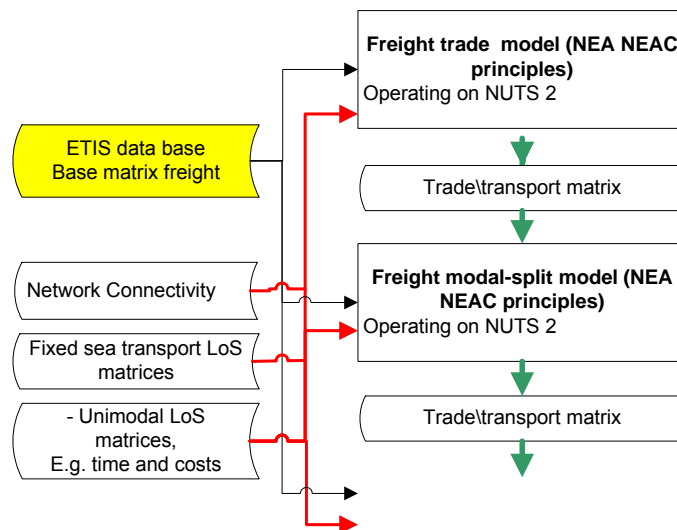 Freight trade model (NEA NEAC
principles)
Operating on NUTS 2
ETIS data base
Base matrix freight
Trade\transport matrix
Network Connectivity
Freight modal-split model (NEA
NEAC principles)
Operating on NUTS 2
Fixed sea transport LoS
matrices
- Unimodal LoS
matrices,
E.g. time and costs
Trade\transport matrix